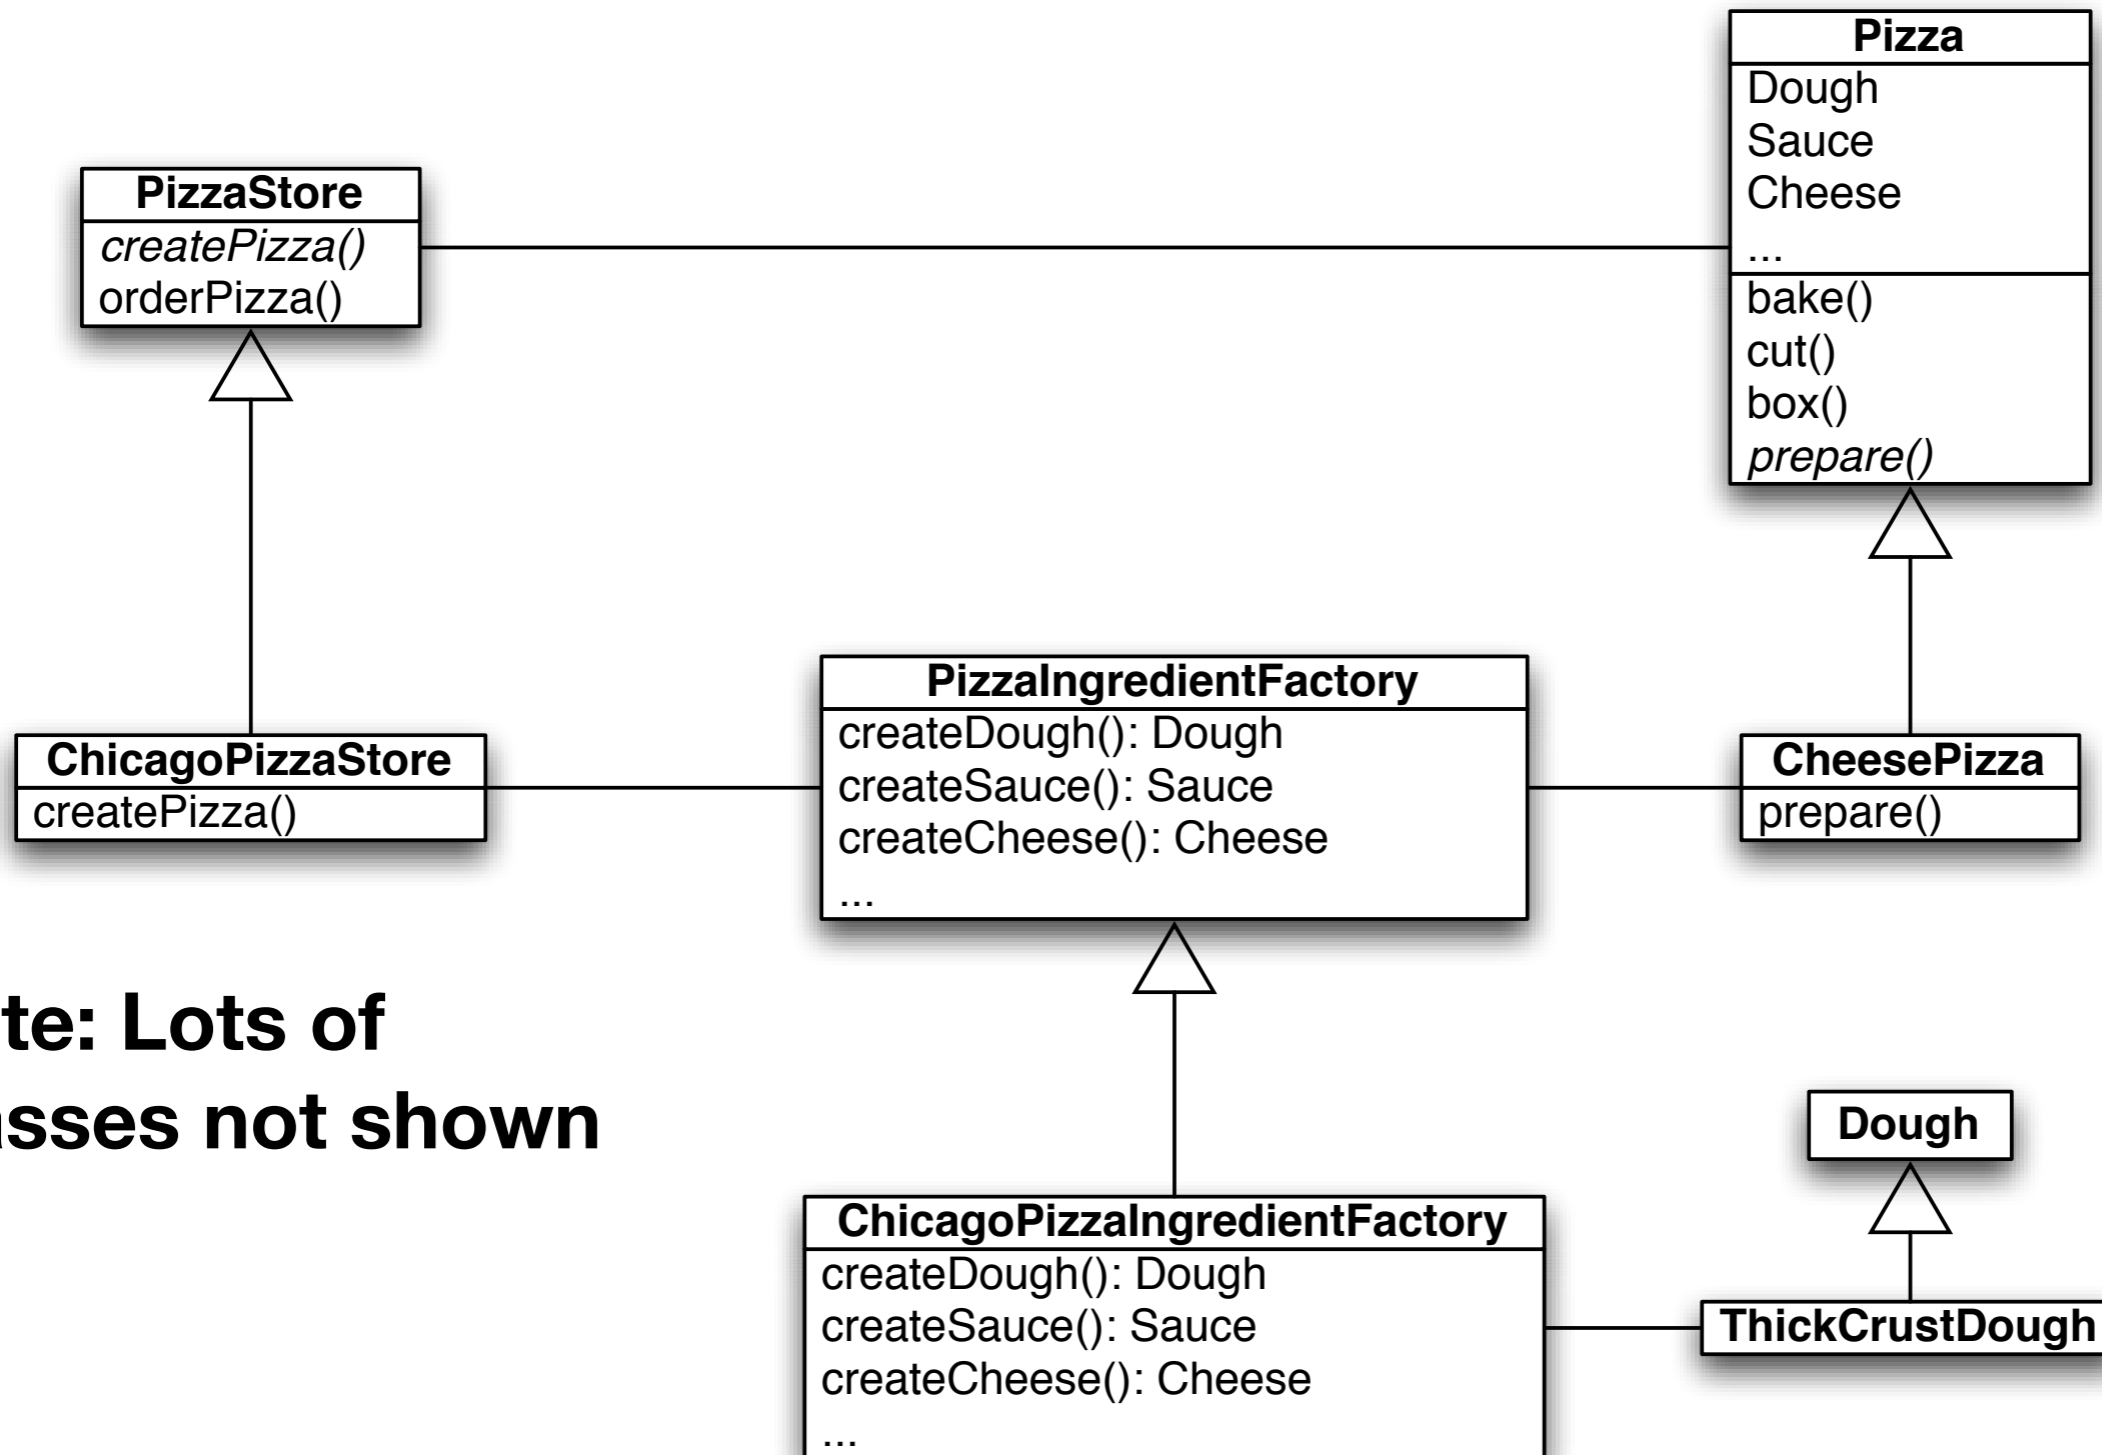 Pizza
Dough
Sauce
Cheese
...
bake()
cut()
box()
prepare()
PizzaStore
createPizza()
orderPizza()
PizzaIngredientFactory
createDough(): Dough
createSauce(): Sauce
createCheese(): Cheese
...
ChicagoPizzaStore
createPizza()
CheesePizza
prepare()
te: Lots of
asses not shown
Dough
ChicagoPizzaIngredientFactory
createDough(): Dough
createSauce(): Sauce
createCheese(): Cheese
...
ThickCrustDough